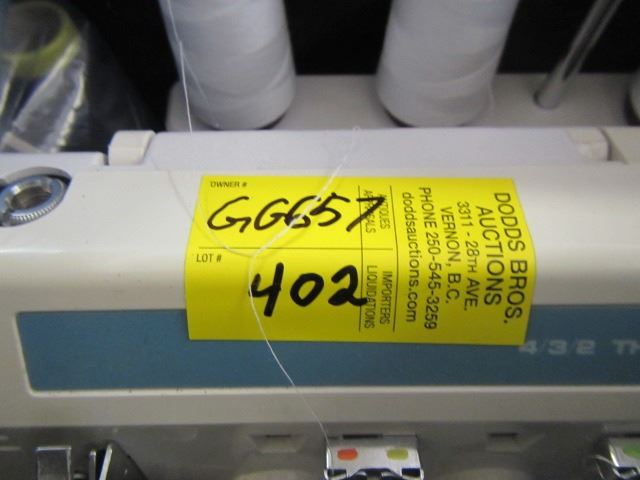 OWNER #
GG657
LOT #
402
ANTIQUES
APPRAISALS
IMPORTERS
LIQUIDATIONS
DODDS BROS.
AUCTIONS
3311 - 28TH AVE.
VERNON, B.C.
PHONE 250-545-3259
doddsauctions.com
4/3/2 TH